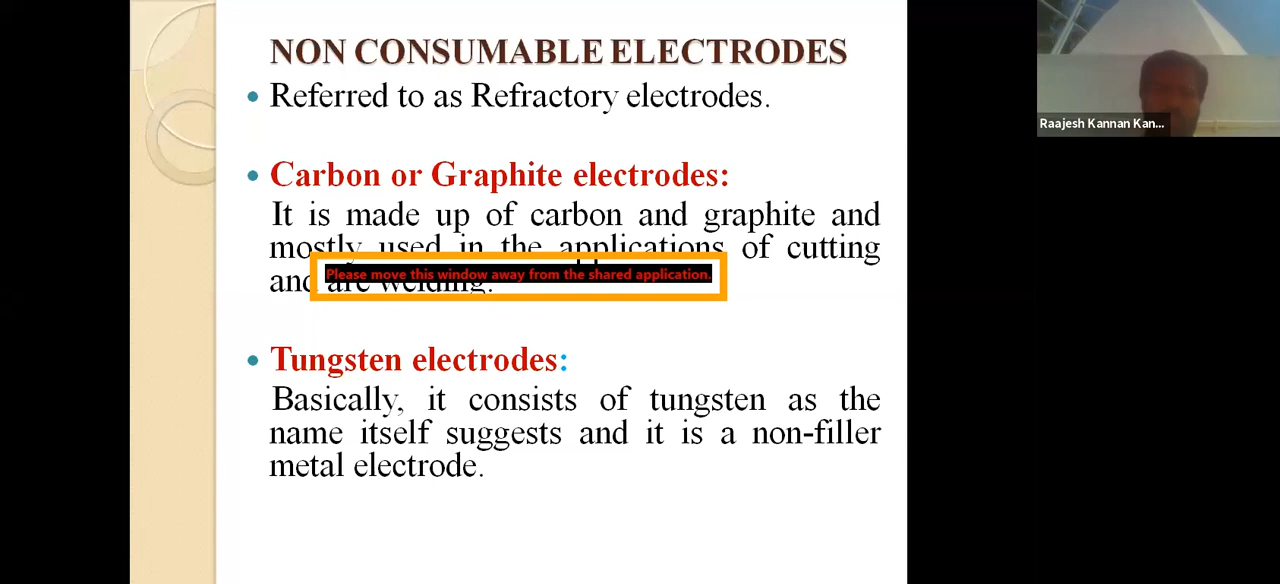 NON CONSUMABLE ELECTRODES
Referred to as Refractory electrodes.
Carbon or Graphite electrodes:
It is made up of carbon and graphite and
mostly used in the applications of cutting
and arc welding.
Please move this window away from the shared application.
Tungsten electrodes:
Basically, it consists of tungsten as the
name itself suggests and it is a non-filler
metal electrode.
Raajesh Kannan Kan...